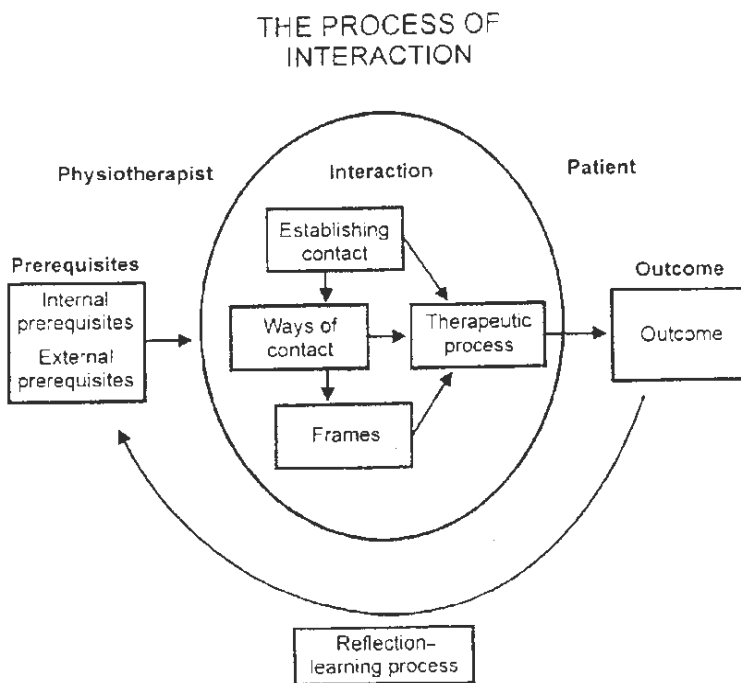 THE PROCESS OF
INTERACTION
Physiotherapist
Interaction
Patient
Establishing
contact
Prerequisites
Internal
prerequisites
External
prerequisites
Ways of
contact
Therapeutic
process
Frames
Outcome
Outcome
Reflection–
learning process